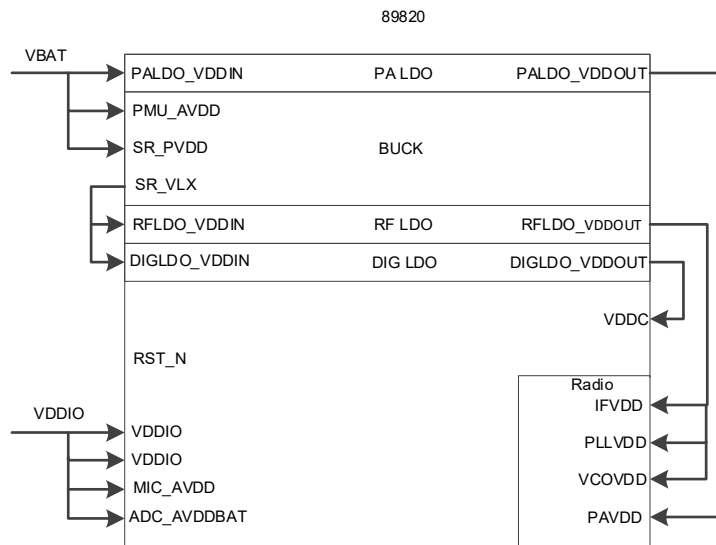 89820
VBAT
PALDO_VDDIN PA LDO PALDO_VDDOUT
PMU_AVDD
SR_PVDD BUCK
SR_VLX
RFLDO_VDDIN RF LDO RFLDO_VDDOUT
DIGLDO_VDDIN DIG LDO DIGLDO_VDDOUT
VDDC
RST_N
Radio
IFVDD
VDDIO
VDDIO
PLLVDD
VDDIO
VCOVDD
MIC_AVDD
ADC_AVDDBAT PAVDD